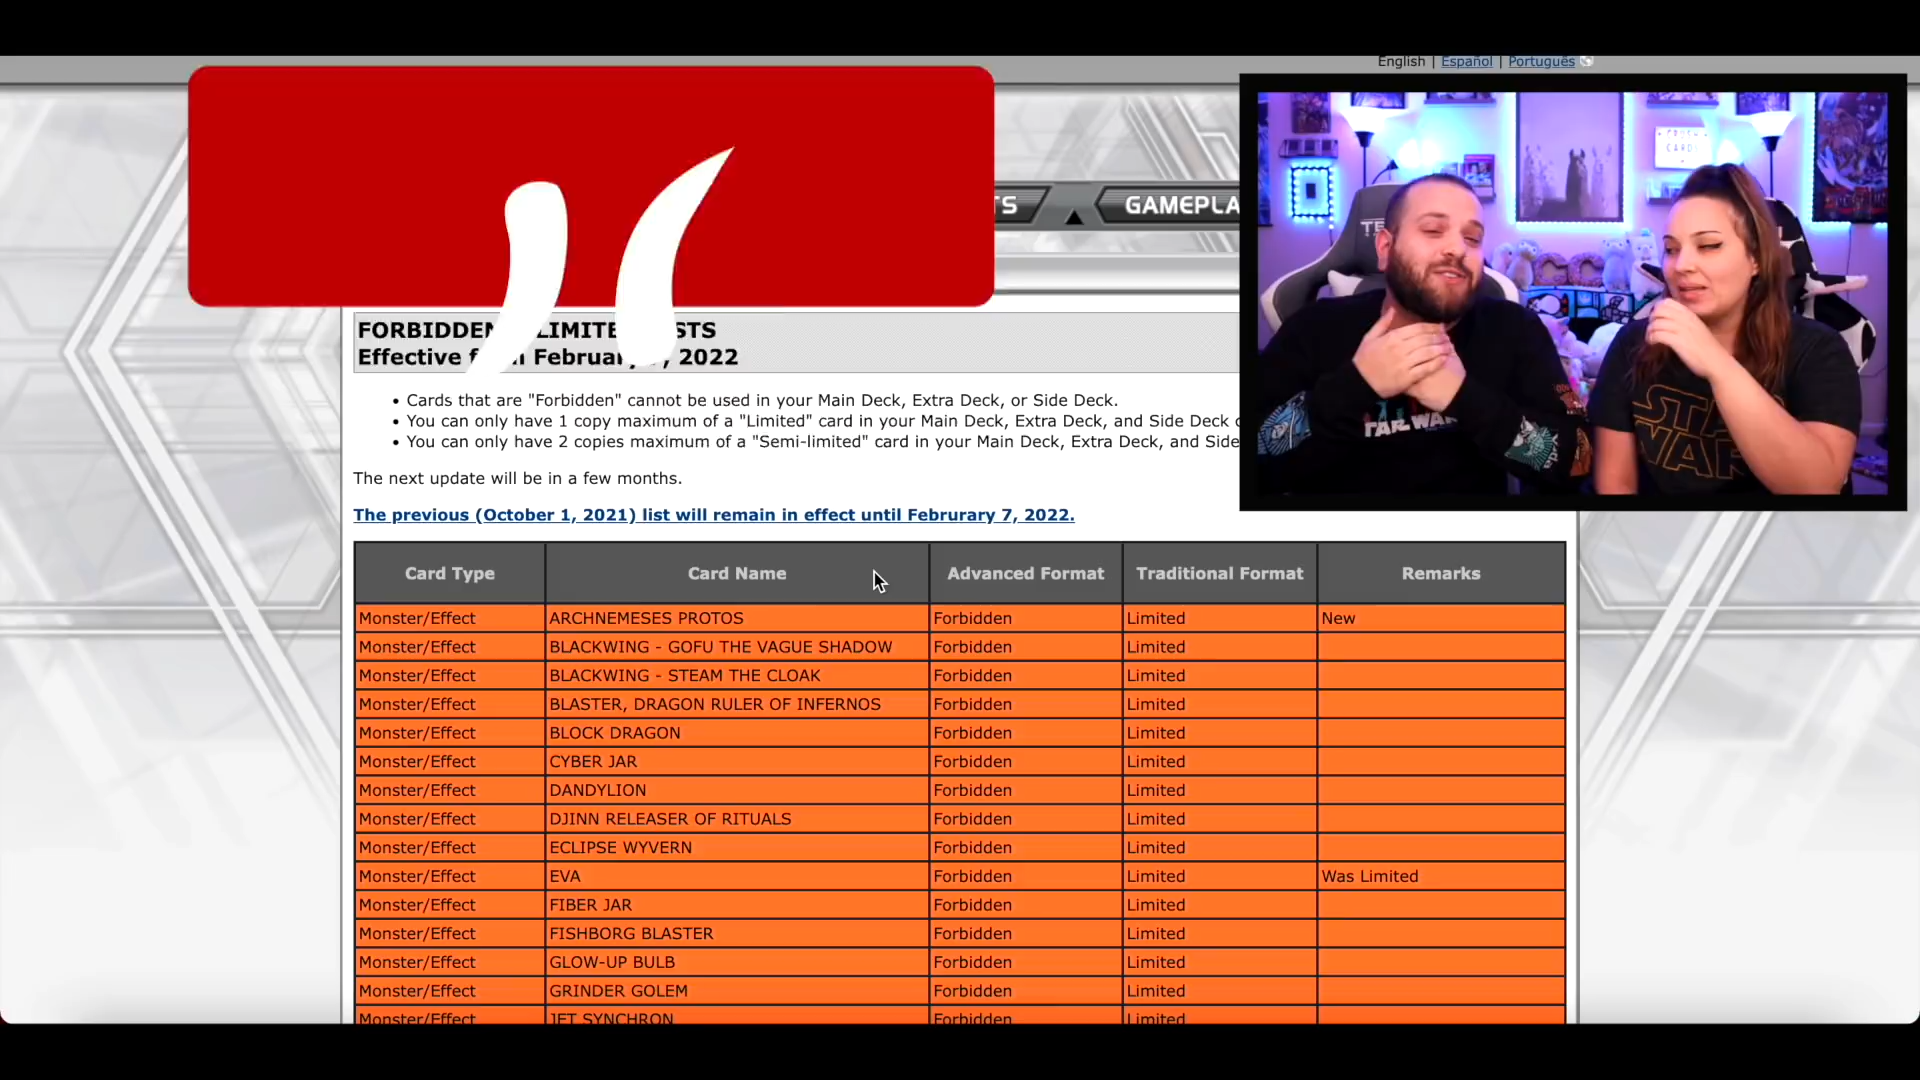 English | Español | Português
TS
GAMEPLA
FORBIDDEN LIMITE STS
Effective f n Februar , 2022
• Cards that are "Forbidden" cannot be used in your Main Deck, Extra Deck, or Side Deck.
• You can only have 1 copy maximum of a "Limited" card in your Main Deck, Extra Deck, and Side Deck
• You can only have 2 copies maximum of a "Semi-limited" card in your Main Deck, Extra Deck, and Side
The next update will be in a few months.
The previous (October 1, 2021) list will remain in effect until Februrary 7, 2022.
Card Type Card Name Advanced Format Traditional Format Remarks
Monster/Effect ARCHNEMESES PROTOS Forbidden Limited New
Monster/Effect BLACKWING - GOFU THE VAGUE SHADOW Forbidden Limited
Monster/Effect BLACKWING - STEAM THE CLOAK Forbidden Limited
Monster/Effect BLASTER, DRAGON RULER OF INFERNOS Forbidden Limited
Monster/Effect BLOCK DRAGON Forbidden Limited
Monster/Effect CYBER JAR Forbidden Limited
Monster/Effect DANDYLION Forbidden Limited
Monster/Effect DJINN RELEASER OF RITUALS Forbidden Limited
Monster/Effect ECLIPSE WYVERN Forbidden Limited
Monster/Effect EVA Forbidden Limited Was Limited
Monster/Effect FIBER JAR Forbidden Limited
Monster/Effect FISHBORG BLASTER Forbidden Limited
Monster/Effect GLOW-UP BULB Forbidden Limited
Monster/Effect GRINDER GOLEM Forbidden Limited
Monster/Effect JET SYNCHRON Forbidden Limited